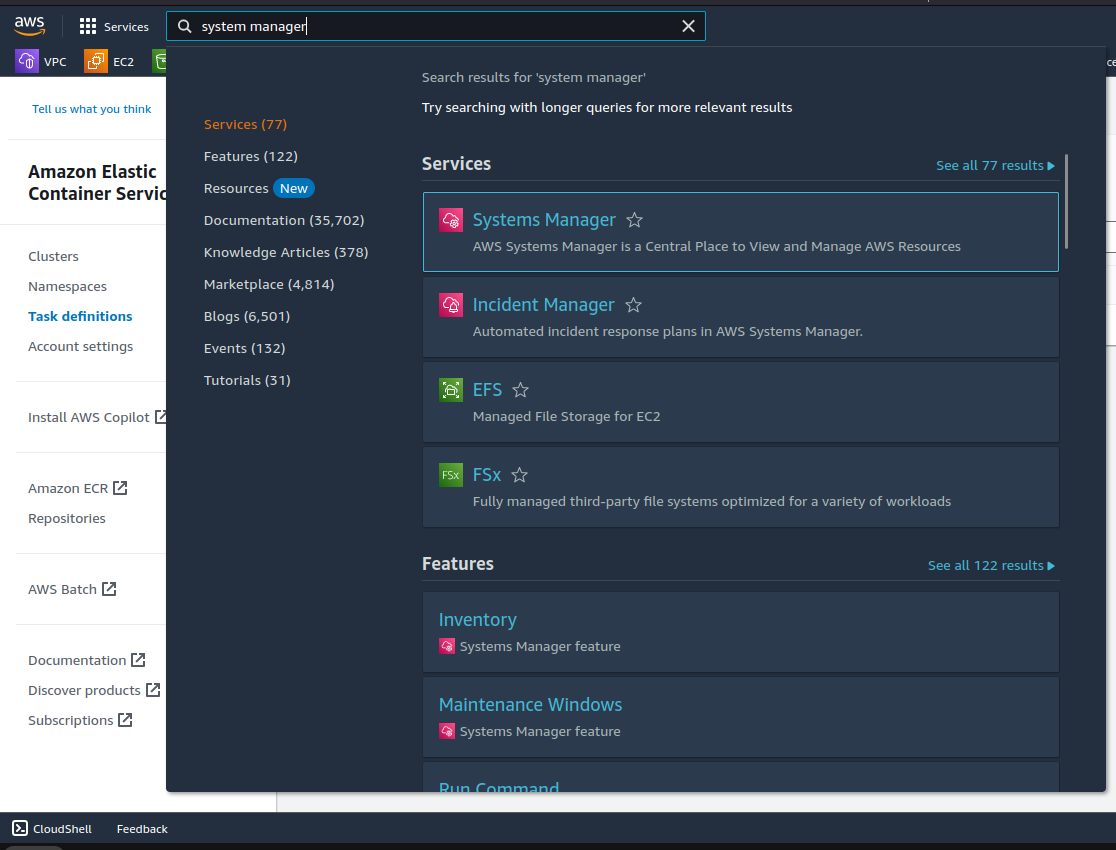 aws
Services
system manager
VPC
EC2
Tell us what you think
Amazon Elastic
Clusters
Namespaces
Task definitions
Account settings
Install AWS Copilot
Amazon ECR
Repositories
AWS Batch
Documentation
Discover products
Subscriptions
Services (77)
Features (122)
Resources New
Documentation (35,702)
Knowledge Articles (378)
Marketplace (4,814)
Blogs (6,501)
Events (132)
Tutorials (31)
Search results for 'system manager'
Try searching with longer queries for more relevant results
Services
See all 77 results
Systems Manager
AWS Systems Manager is a Central Place to View and Manage AWS Resources
Incident Manager
Automated incident response plans in AWS Systems Manager.
EFS
Managed File Storage for EC2
FSx FSx
Fully managed third-party file systems optimized for a variety of workloads
Features
See all 122 results
Inventory
Systems Manager feature
Maintenance Windows
Systems Manager feature
Run Command
CloudShell
Feedback